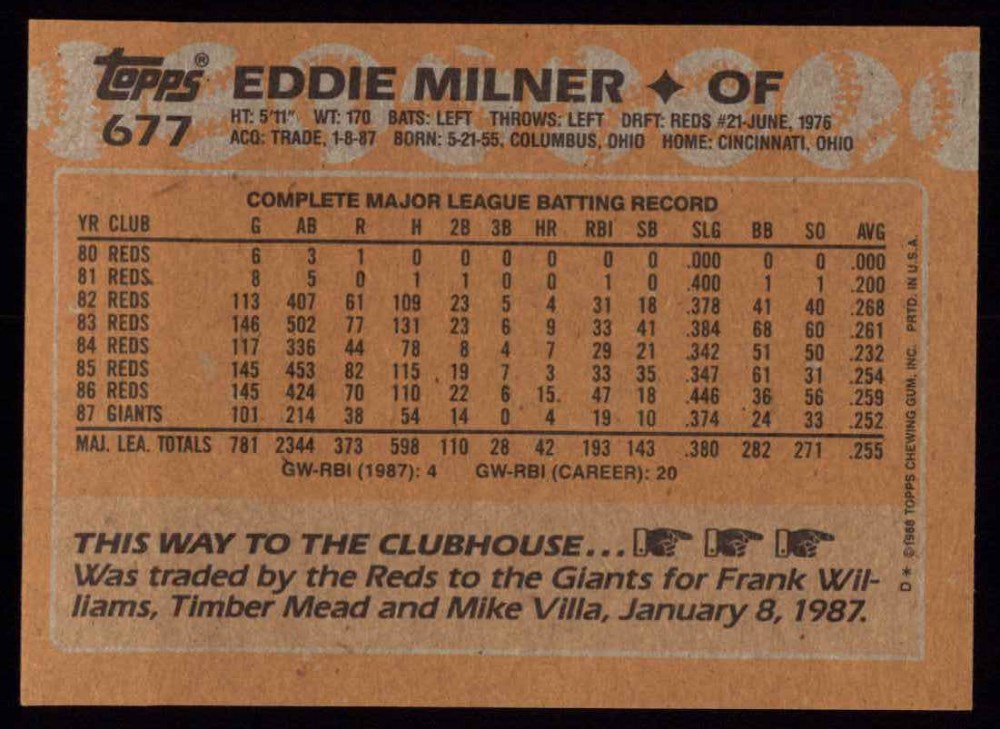 topps® EDDIE MILNER ✦ OF
677 HT: 5'11" WT: 170 BATS: LEFT THROWS: LEFT DRFT: REDS #21-JUNE, 1976
ACQ: TRADE, 1-8-87 BORN: 5-21-55, COLUMBUS, OHIO HOME: CINCINNATI, OHIO
COMPLETE MAJOR LEAGUE BATTING RECORD
YR CLUB G AB R H 2B 3B HR RBI SB SLG BB SO AVG
80 REDS 6 3 1 0 0 0 0 0 0 .000 0 0 .000
81 REDS 8 5 0 1 1 0 0 1 0 .400 1 1 .200
82 REDS 113 407 61 109 23 5 4 31 18 .378 41 40 .268
83 REDS 146 502 77 131 23 6 9 33 41 .384 68 60 .261
84 REDS 117 336 44 78 8 4 7 29 21 .342 51 50 .232
85 REDS 145 453 82 115 19 7 3 33 35 .347 61 31 .254
86 REDS 145 424 70 110 22 6 15 47 18 .446 36 56 .259
87 GIANTS 101 214 38 54 14 0 4 19 10 .374 24 33 .252
MAJ. LEA. TOTALS 781 2344 373 598 110 28 42 193 143 .380 282 271 .255
GW-RBI (1987): 4 GW-RBI (CAREER): 20
THIS WAY TO THE CLUBHOUSE...
Was traded by the Reds to the Giants for Frank Wil-
liams, Timber Mead and Mike Villa, January 8, 1987.
D * ©1988 TOPPS CHEWING GUM, INC. PRTD. IN U.S.A.